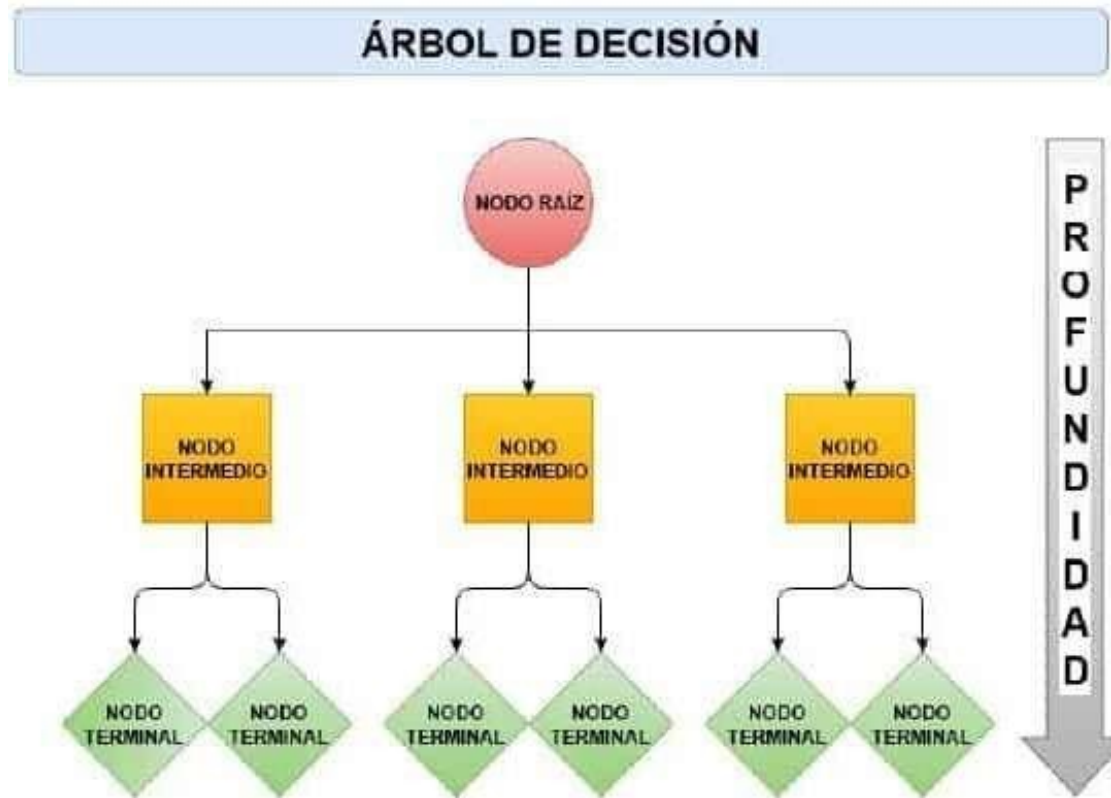 ÁRBOL DE DECISIÓN
NODO RAÍZ
NODO
INTERMEDIO
NODO
INTERMEDIO
NODO
INTERMEDIO
NODO
TERMINAL
NODO
TERMINAL
NODO
TERMINAL
NODO
TERMINAL
NODO
TERMINAL
NODO
TERMINAL
PROFUNDIDAD